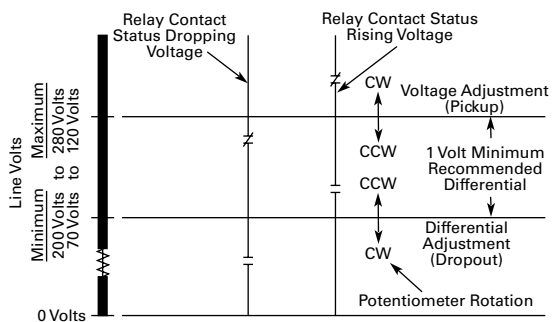 Relay Contact
Status Dropping
Voltage
Relay Contact Status
Rising Voltage
Line Volts
Minimum to Maximum
200 Volts to 280 Volts
70 Volts to 120 Volts
CW
CCW
CCW
CW
Voltage Adjustment
(Pickup)
1 Volt Minimum
Recommended
Differential
Differential
Adjustment
(Dropout)
Potentiometer Rotation
0 Volts